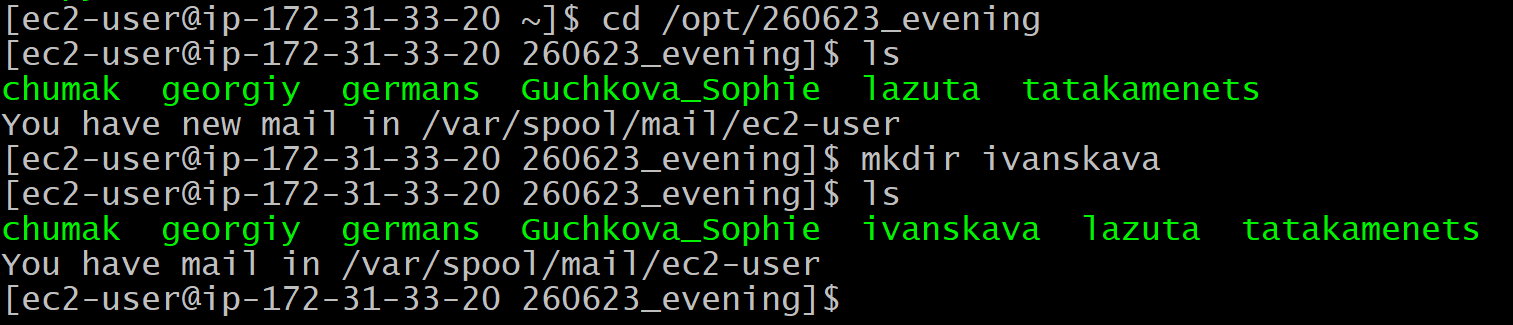 [ec2-user@ip-172-31-33-20 ~]$ cd /opt/260623_evening
[ec2-user@ip-172-31-33-20 260623_evening]$ ls
chumak  georgiy  germans  Guchkova_Sophie  lazuta  tatakamenets
You have new mail in /var/spool/mail/ec2-user
[ec2-user@ip-172-31-33-20 260623_evening]$ mkdir ivanskava
[ec2-user@ip-172-31-33-20 260623_evening]$ ls
chumak  georgiy  germans  Guchkova_Sophie  ivanskava  lazuta  tatakamenets
You have mail in /var/spool/mail/ec2-user
[ec2-user@ip-172-31-33-20 260623_evening]$